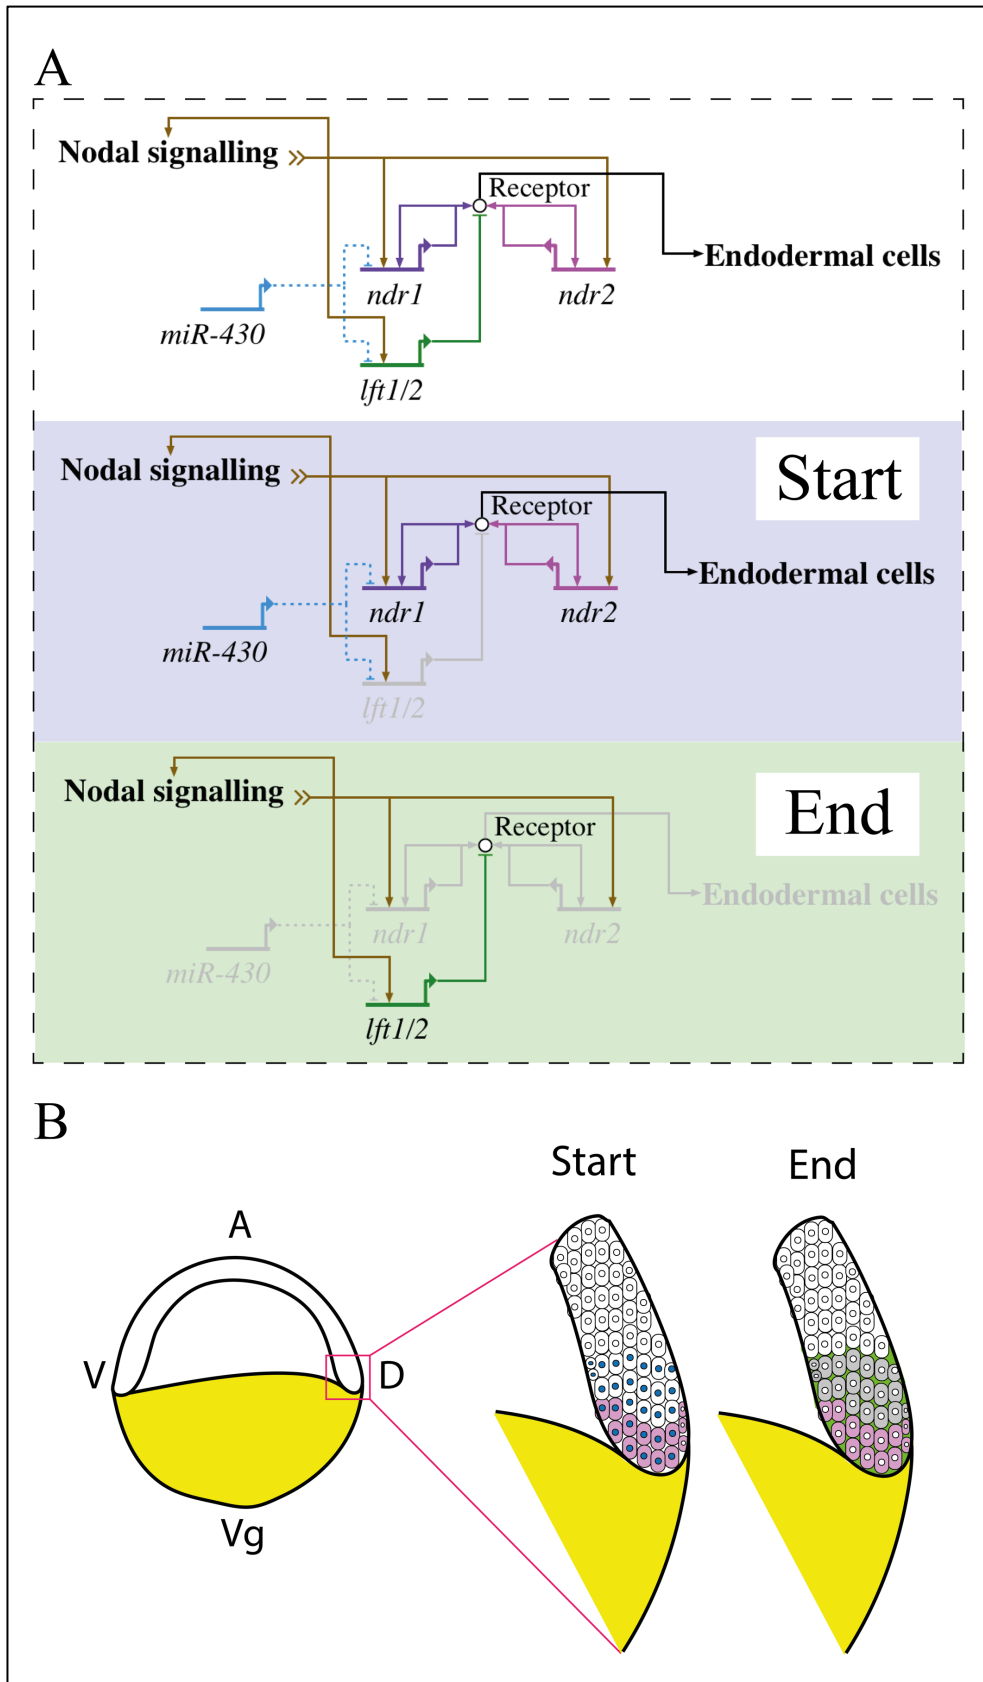 A
Nodal signalling
Receptor
Endodermal cells
ndr1
ndr2
miR-430
lft1/2
Start
Nodal signalling
Receptor
Endodermal cells
ndr1
ndr2
miR-430
lft1/2
End
Nodal signalling
Receptor
Endodermal cells
ndr1
ndr2
miR-430
lft1/2
B
Start
End
A
V
D
Vg